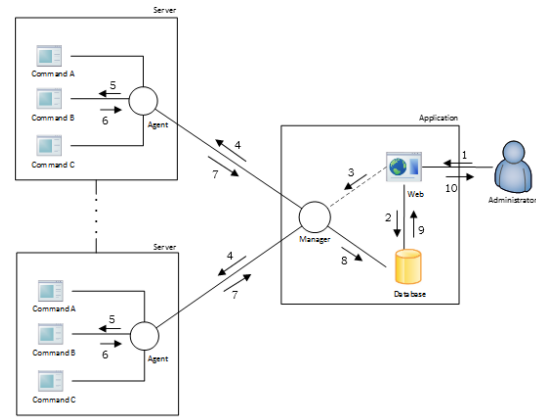 Server
Command A
Command B
Command C
5
6
Agent
4
7
Application
3
1
10
Web
Administrator
Manager
2
9
8
Database
Server
4
7
Command A
Command B
Command C
5
6
Agent